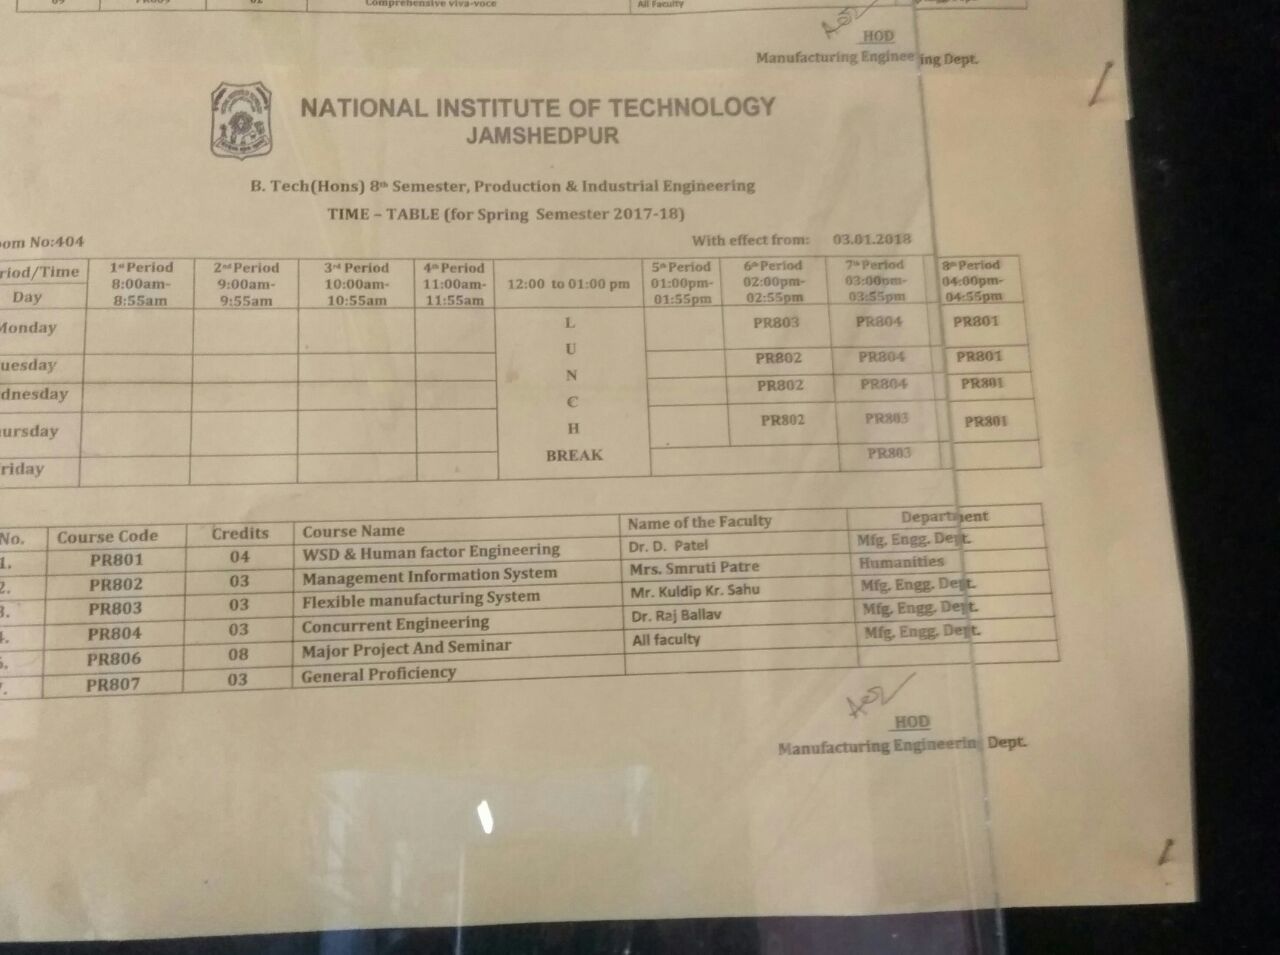 09 PR809 02 Comprehensive viva-voce All Faculty
HOD
Manufacturing Engineering Dept.
NATIONAL INSTITUTE OF TECHNOLOGY
JAMSHEDPUR
B. Tech(Hons) 8th Semester, Production & Industrial Engineering
TIME – TABLE (for Spring Semester 2017-18)
oom No:404 With effect from: 03.01.2018
riod/Time 1st Period 2nd Period 3rd Period 4th Period 12:00 to 01:00 pm 5th Period 6th Period 7th Period 8th Period
8:00am- 9:00am- 10:00am- 11:00am- 01:00pm- 02:00pm- 03:00pm- 04:00pm-
Day 8:55am 9:55am 10:55am 11:55am 01:55pm 02:55pm 03:55pm 04:55pm
Monday L PR803 PR804 PR801
uesday U PR802 PR804 PR801
dnesday N PR802 PR804 PR801
ursday C H PR802 PR803 PR801
riday BREAK PR803
No. Course Code Credits Course Name Name of the Faculty Department
1. PR801 04 WSD & Human factor Engineering Dr. D. Patel Mfg. Engg. Dept.
2. PR802 03 Management Information System Mrs. Smruti Patre Humanities
3. PR803 03 Flexible manufacturing System Mr. Kuldip Kr. Sahu Mfg. Engg. Dept.
4. PR804 03 Concurrent Engineering Dr. Raj Ballav Mfg. Engg. Dept.
PR806 08 Major Project And Seminar All faculty Mfg. Engg. Dept.
PR807 03 General Proficiency
HOD
Manufacturing Engineering Dept.